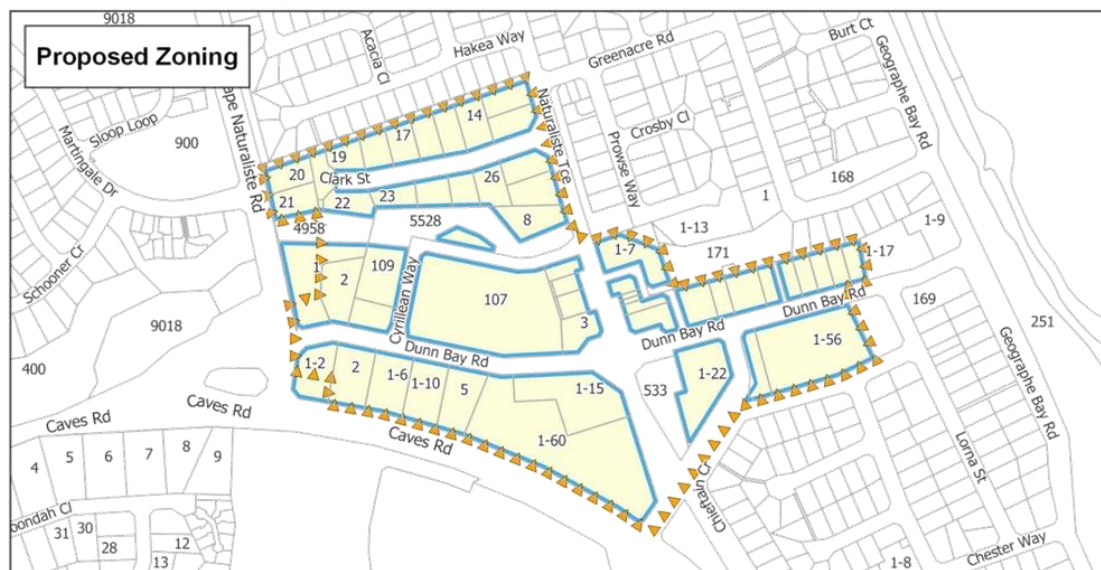 9018
Proposed Zoning
Acacia Cl
Hakea Way
Greenacre Rd
Burt Ct
Geographe Bay Rd
Sloop Loop
Martingale Dr
900
Naturaliste Rd
Naturaliste Tce
Crosby Cl
Prowse Way
14
17
19
20
Clark St
21
22
23
26
8
168
1
1-13
1-9
4958
5528
1-7
171
1-17
Schooner Cr
1
2
109
Cyrillean Way
107
3
Dunn Bay Rd
Dunn Bay Rd
Dunn Bay Rd
169
251
9018
400
1-2
2
1-6
1-10
5
1-15
533
1-22
1-56
Geographe Bay Rd
Caves Rd
Caves Rd
Caves Rd
1-60
4
5
6
7
8
9
Chieftain Cr
Lorna St
31
30
28
12
13
1-8
Chester Way